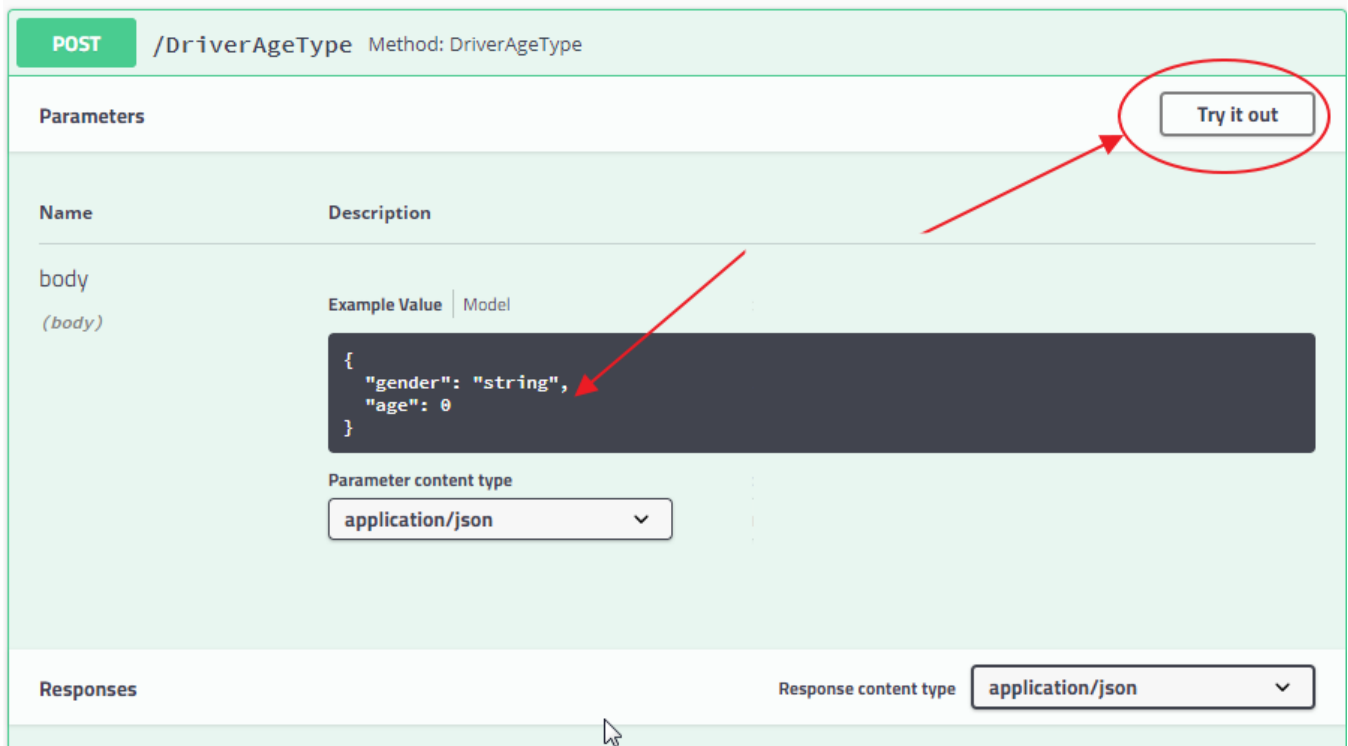 POST /DriverAgeType Method: DriverAgeType
Parameters
Try it out
Name Description
body
(body)
Example Value Model
{
"gender": "string",
"age": 0
}
Parameter content type
application/json
Responses
Response content type application/json